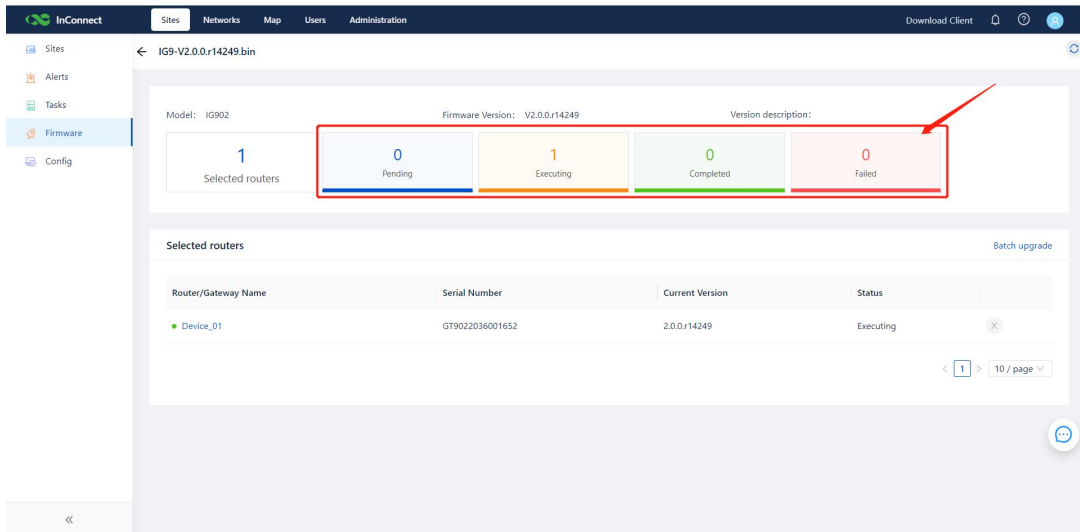 InConnect Sites Networks Map Users Administration Download Client
Sites
Alerts
Tasks
Firmware
Config
IG9-V2.0.0.r14249.bin
Model: IG902 Firmware Version: V2.0.0.r14249 Version description:
1 0 1 0 0
Selected routers Pending Executing Completed Failed
Selected routers Batch upgrade
Router/Gateway Name Serial Number Current Version Status
Device_01 GT9022036001652 2.0.0.r14249 Executing
< 1 > 10 / page